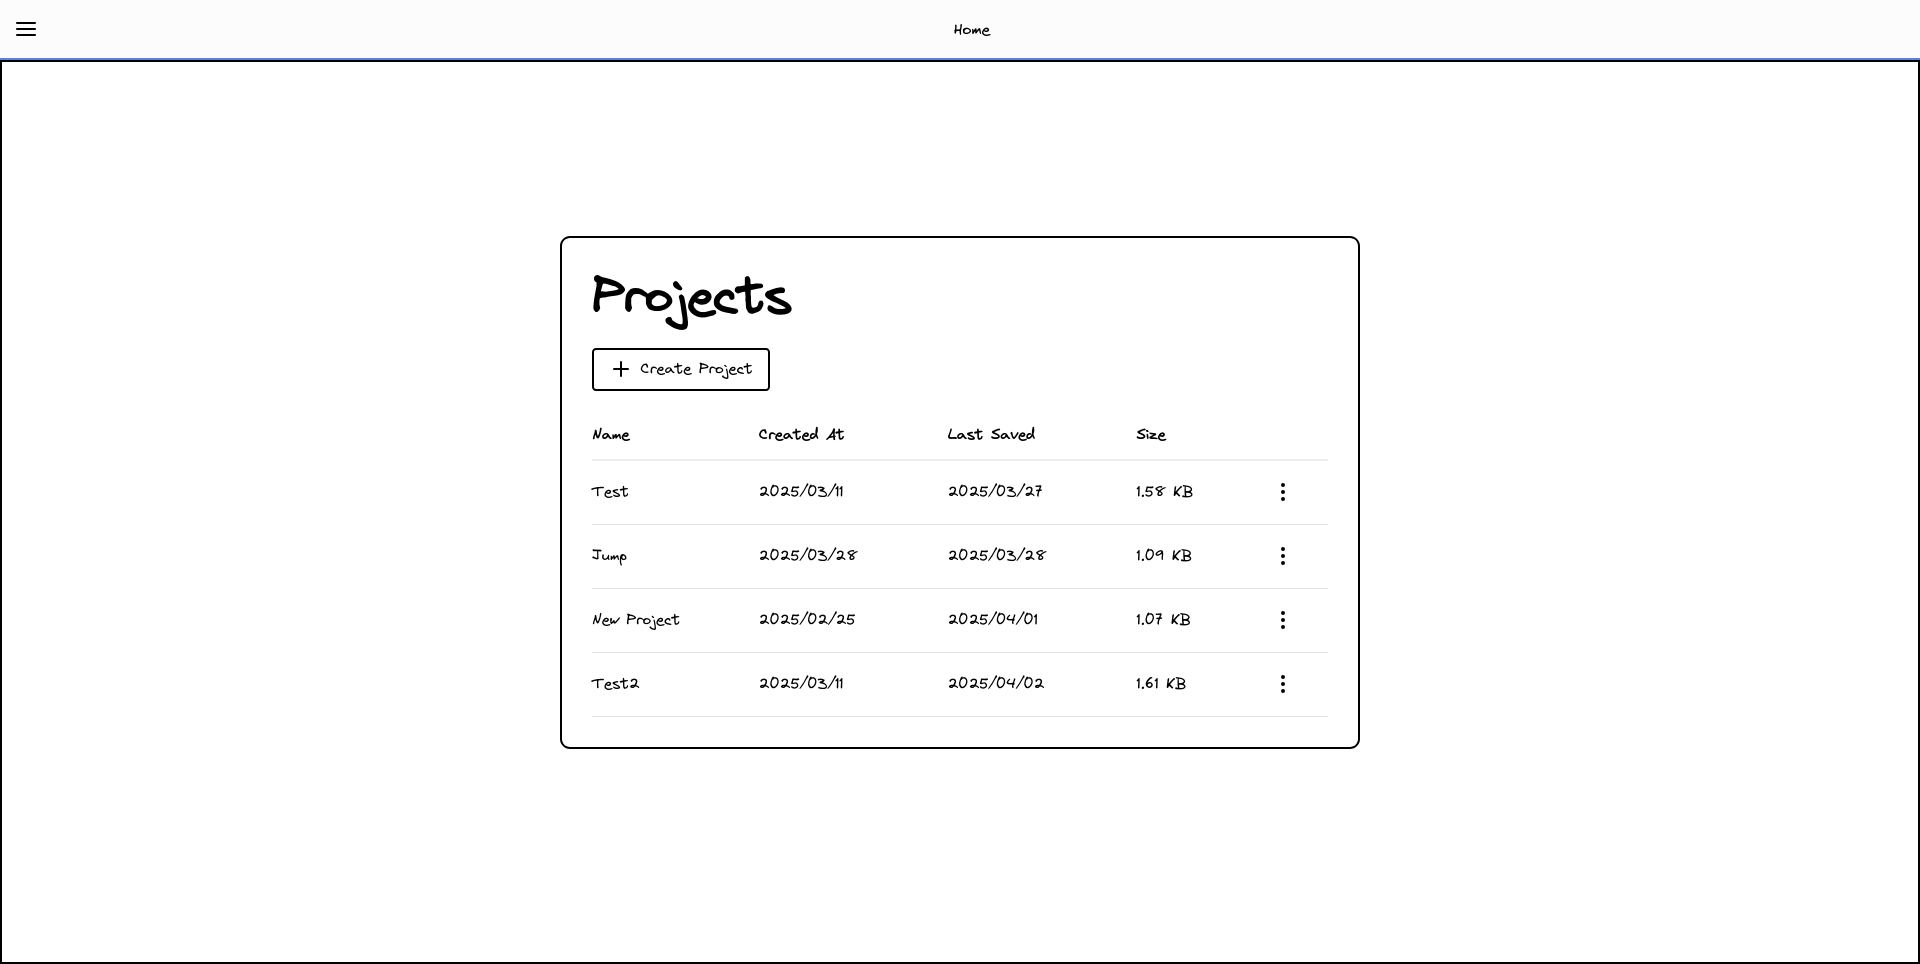 Home
Projects
Create Project
Name Created At Last Saved Size
Test 2025/03/11 2025/03/27 1.58 KB
Jump 2025/03/28 2025/03/28 1.09 KB
New Project 2025/02/25 2025/04/01 1.07 KB
Test2 2025/03/11 2025/04/02 1.61 KB